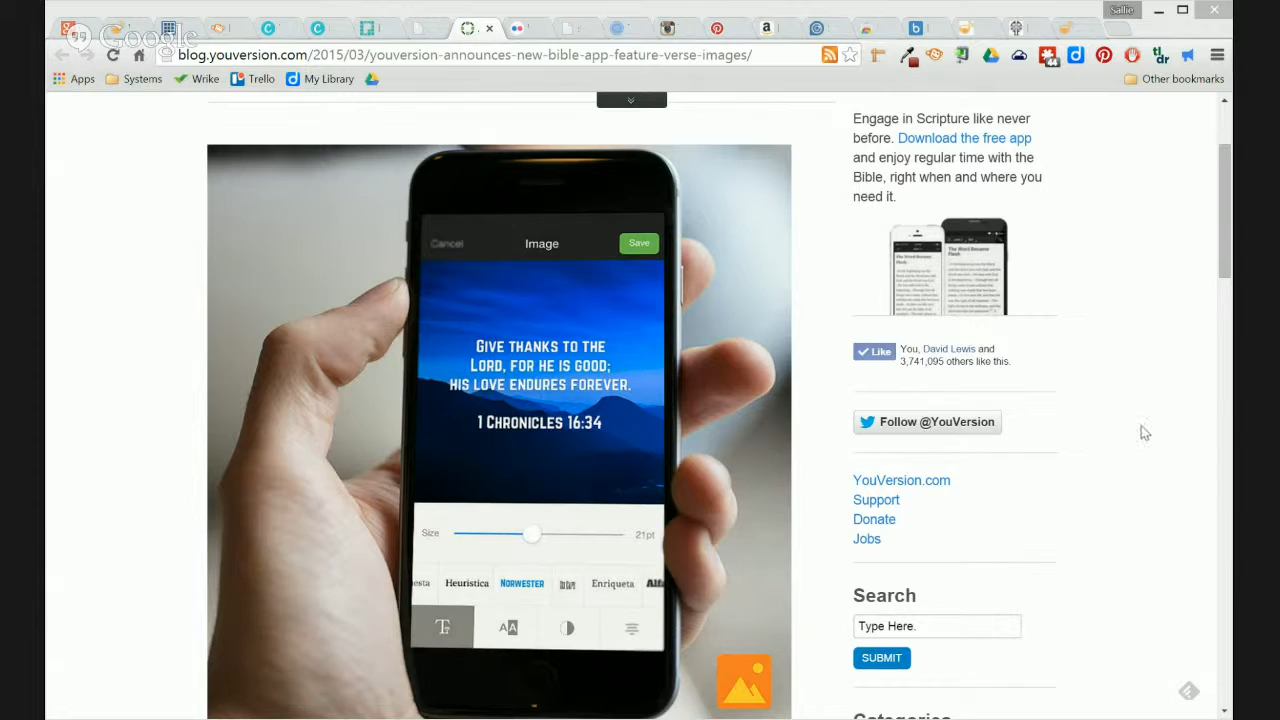 Sallie
Google
blog.youversion.com/2015/03/youversion-announces-new-bible-app-feature-verse-images/
Apps
Systems
Wrike
Trello
My Library
Other bookmarks
Engage in Scripture like never
before. Download the free app
and enjoy regular time with the
Bible, right when and where you
need it.
Cancel
Image
Save
GIVE THANKS TO THE
LORD, FOR HE IS GOOD;
HIS LOVE ENDURES FOREVER.
1 CHRONICLES 16:34
Size
21pt
esta
Heuristica
NORWESTER
Enriqueta
Alfa
Like
You, David Lewis and
3,741,095 others like this.
Follow @YouVersion
YouVersion.com
Support
Donate
Jobs
Search
Type Here.
SUBMIT